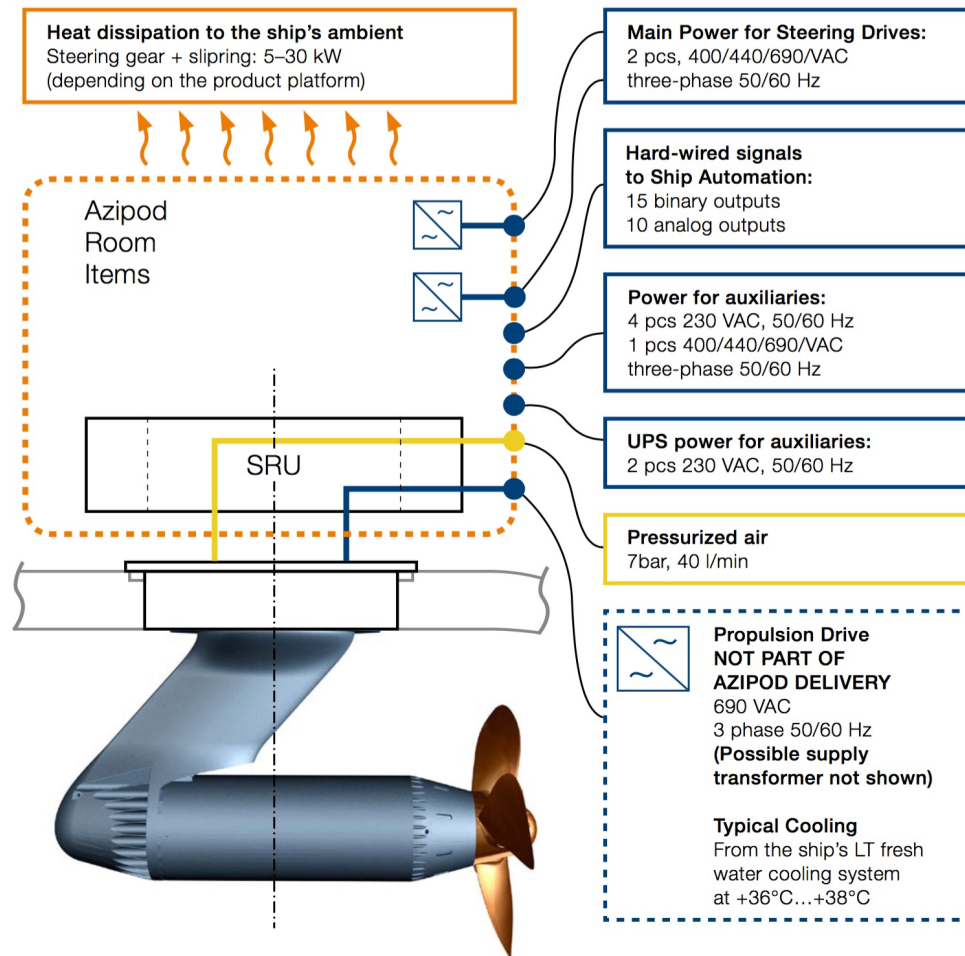 Heat dissipation to the ship's ambient
Steering gear + slipring: 5–30 kW
(depending on the product platform)
Main Power for Steering Drives:
2 pcs, 400/440/690/VAC
three-phase 50/60 Hz
Hard-wired signals
to Ship Automation:
15 binary outputs
10 analog outputs
Azipod
Room
Items
Power for auxiliaries:
4 pcs 230 VAC, 50/60 Hz
1 pcs 400/440/690/VAC
three-phase 50/60 Hz
SRU
UPS power for auxiliaries:
2 pcs 230 VAC, 50/60 Hz
Pressurized air
7bar, 40 l/min
Propulsion Drive
NOT PART OF
AZIPOD DELIVERY
690 VAC
3 phase 50/60 Hz
(Possible supply
transformer not shown)
Typical Cooling
From the ship's LT fresh
water cooling system
at +36°C...+38°C